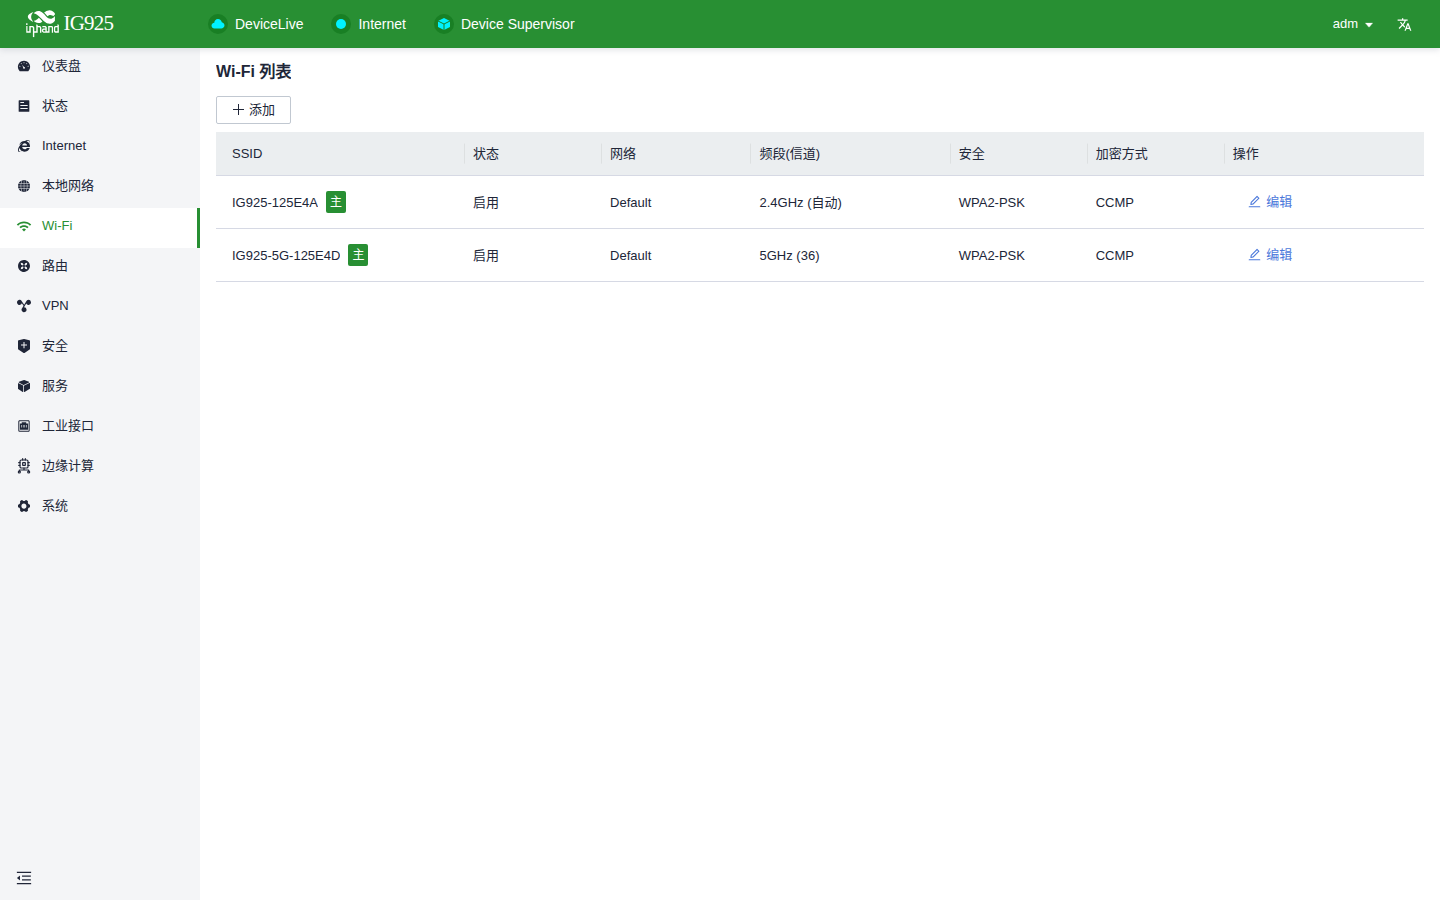 inhand IG925
DeviceLive
Internet
Device Supervisor
adm
仪表盘
状态
Internet
本地网络
Wi-Fi
路由
VPN
安全
服务
工业接口
边缘计算
系统
Wi-Fi 列表
添加
SSID 状态 网络 频段(信道) 安全 加密方式 操作
IG925-125E4A 主 启用 Default 2.4GHz (自动) WPA2-PSK CCMP 编辑
IG925-5G-125E4D 主 启用 Default 5GHz (36) WPA2-PSK CCMP 编辑